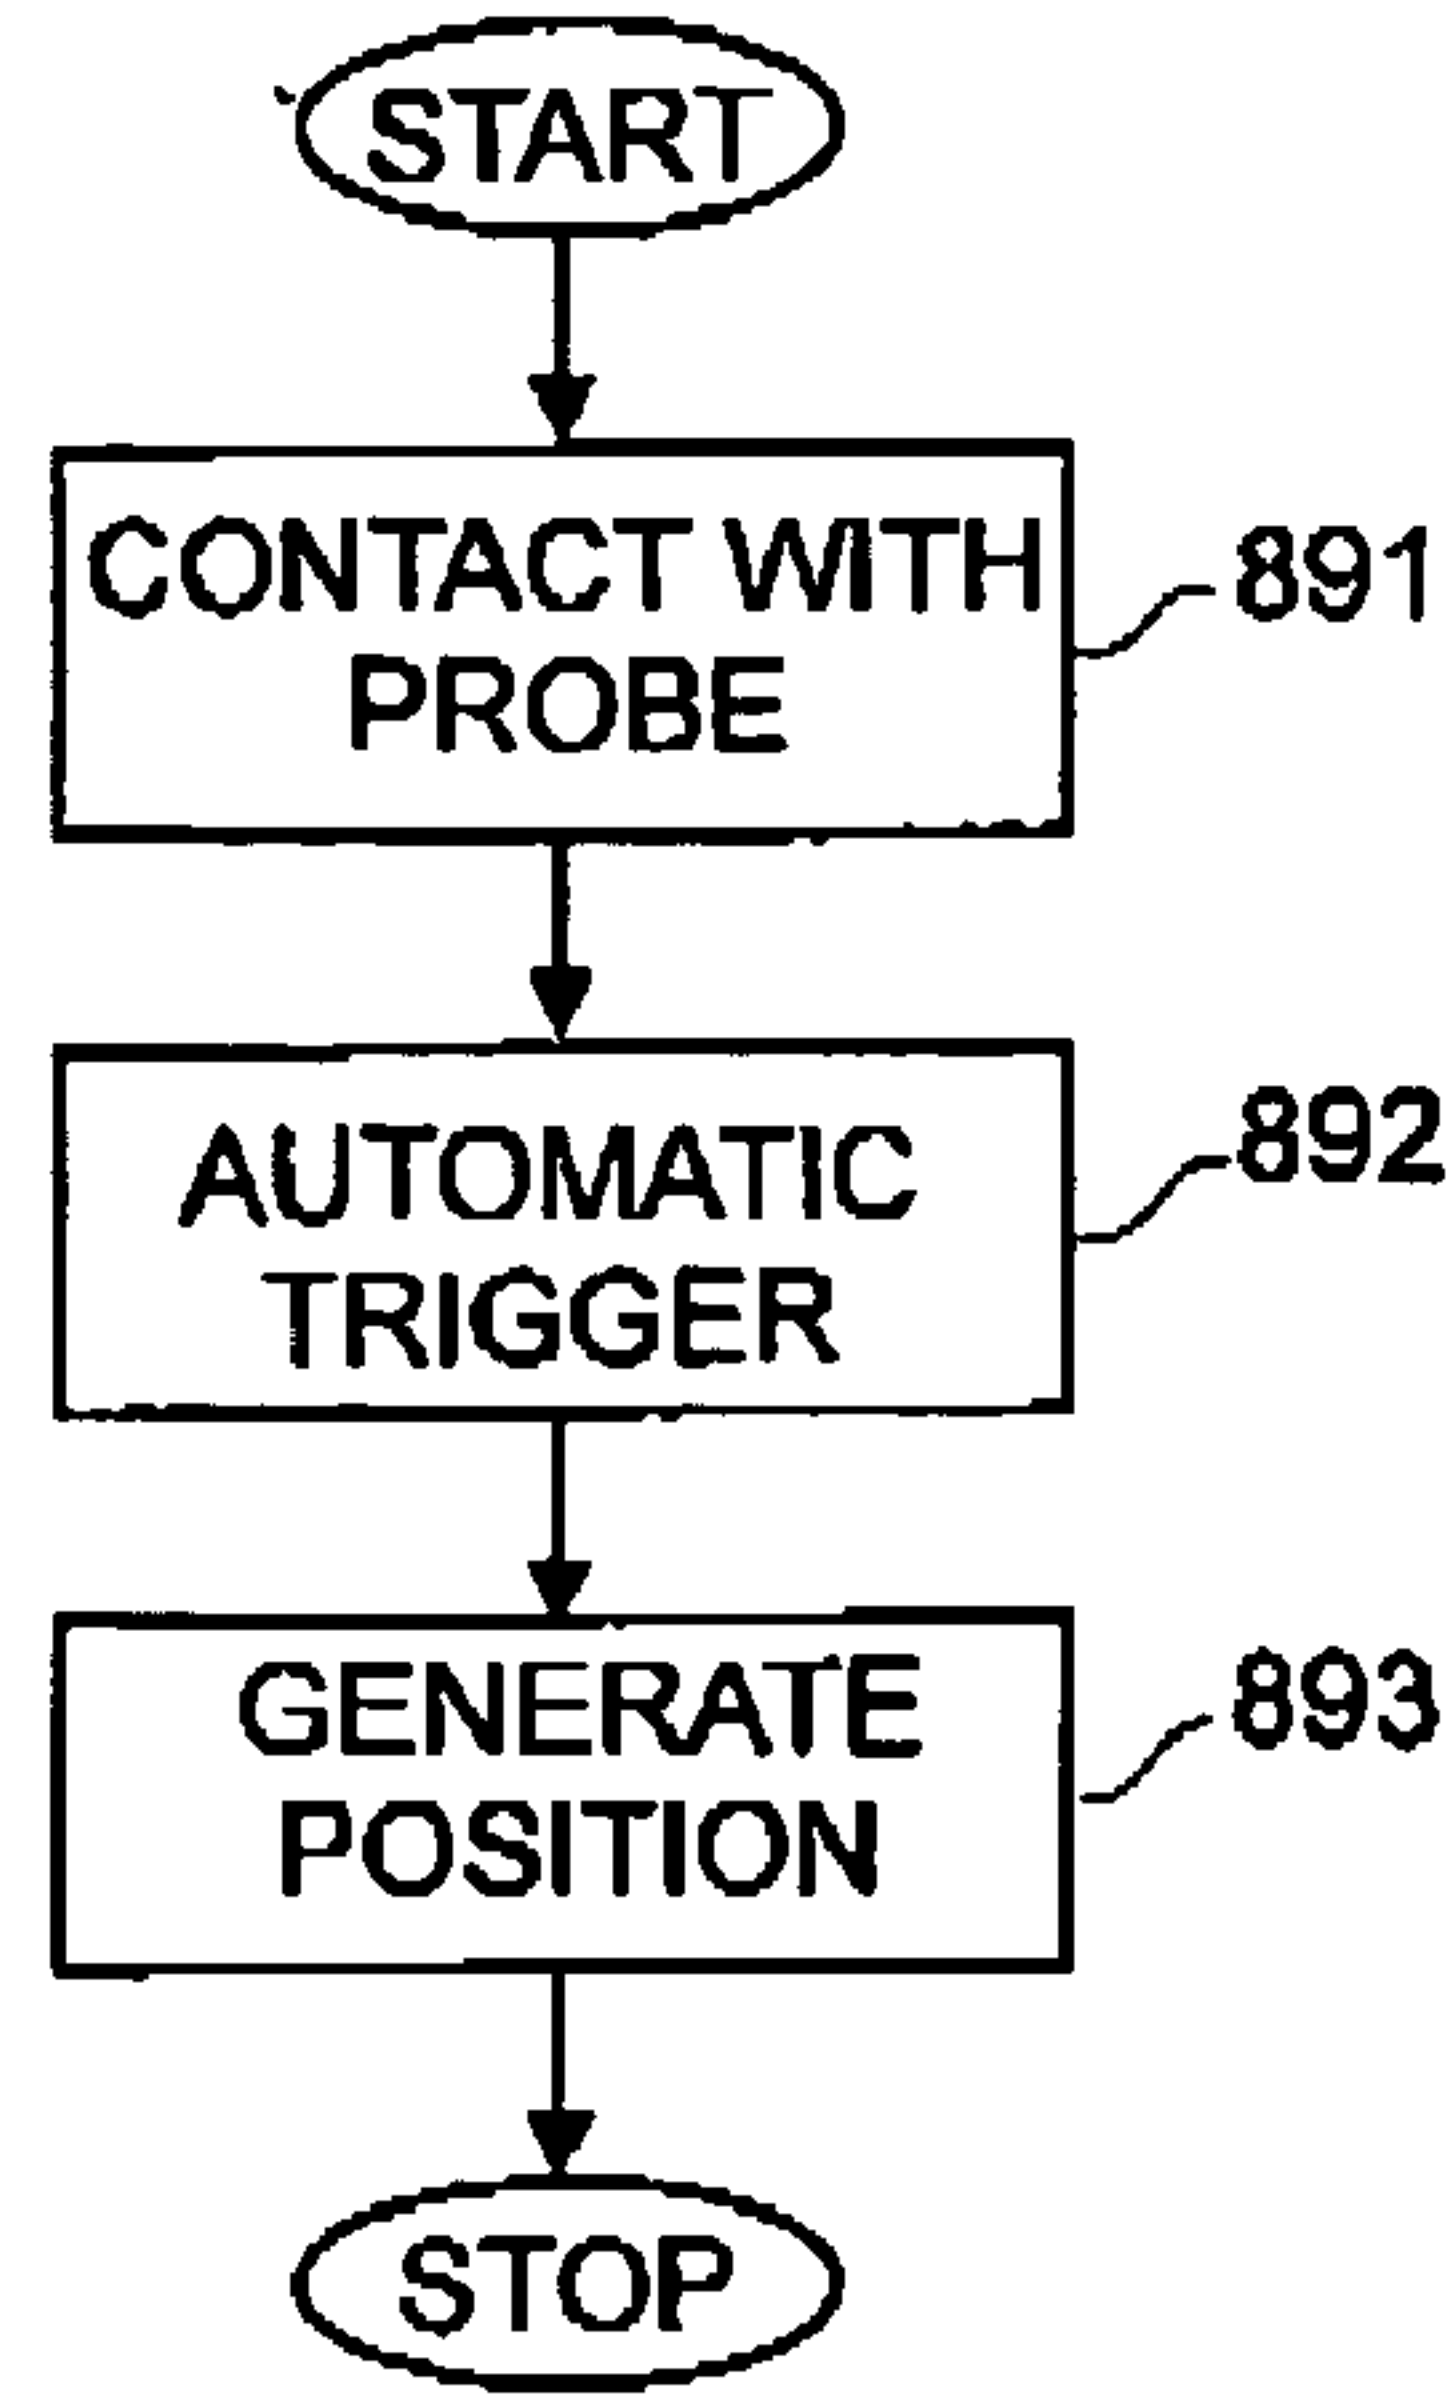 START
CONTACT WITH
PROBE
891
AUTOMATIC
TRIGGER
892
GENERATE
POSITION
893
STOP